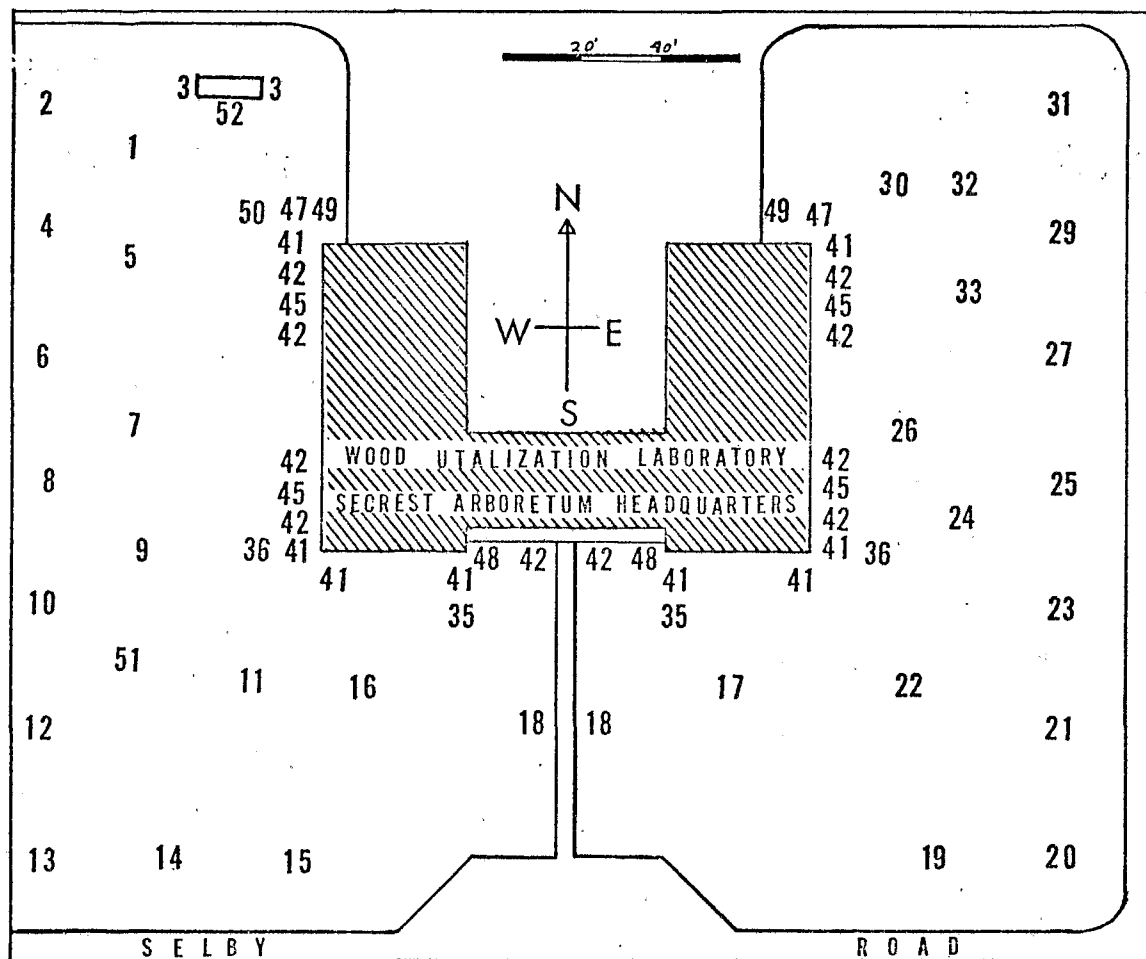 20' 40'
2 3 3 31
52
1
30 32
50 47 49 N 49 47
4 41 41 29
5 42 42
45 45 33
42 W E 42
6 27
S
7 26
42 WOOD UTALIZATION LABORATORY 42
8 45 45 25
SECREST ARBORETUM HEADQUARTERS
42 42 24
9 36 41 48 42 42 48 41 36
41 41 41 41
10 35 35 23
51
11 16 17 22
12 18 18 21
13 14 15 19 20
SELBY ROAD